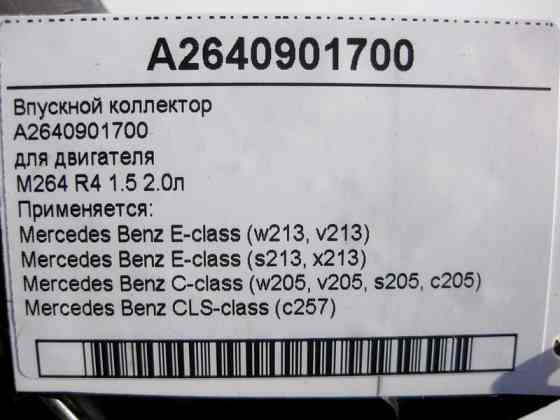 A2640901700
Впускной коллектор
A2640901700
для двигателя
M264 R4 1.5 2.0л
Применяется:
Mercedes Benz E-class (w213, v213)
Mercedes Benz E-class (s213, x213)
Mercedes Benz C-class (w205, v205, s205, c205)
Mercedes Benz CLS-class (c257)